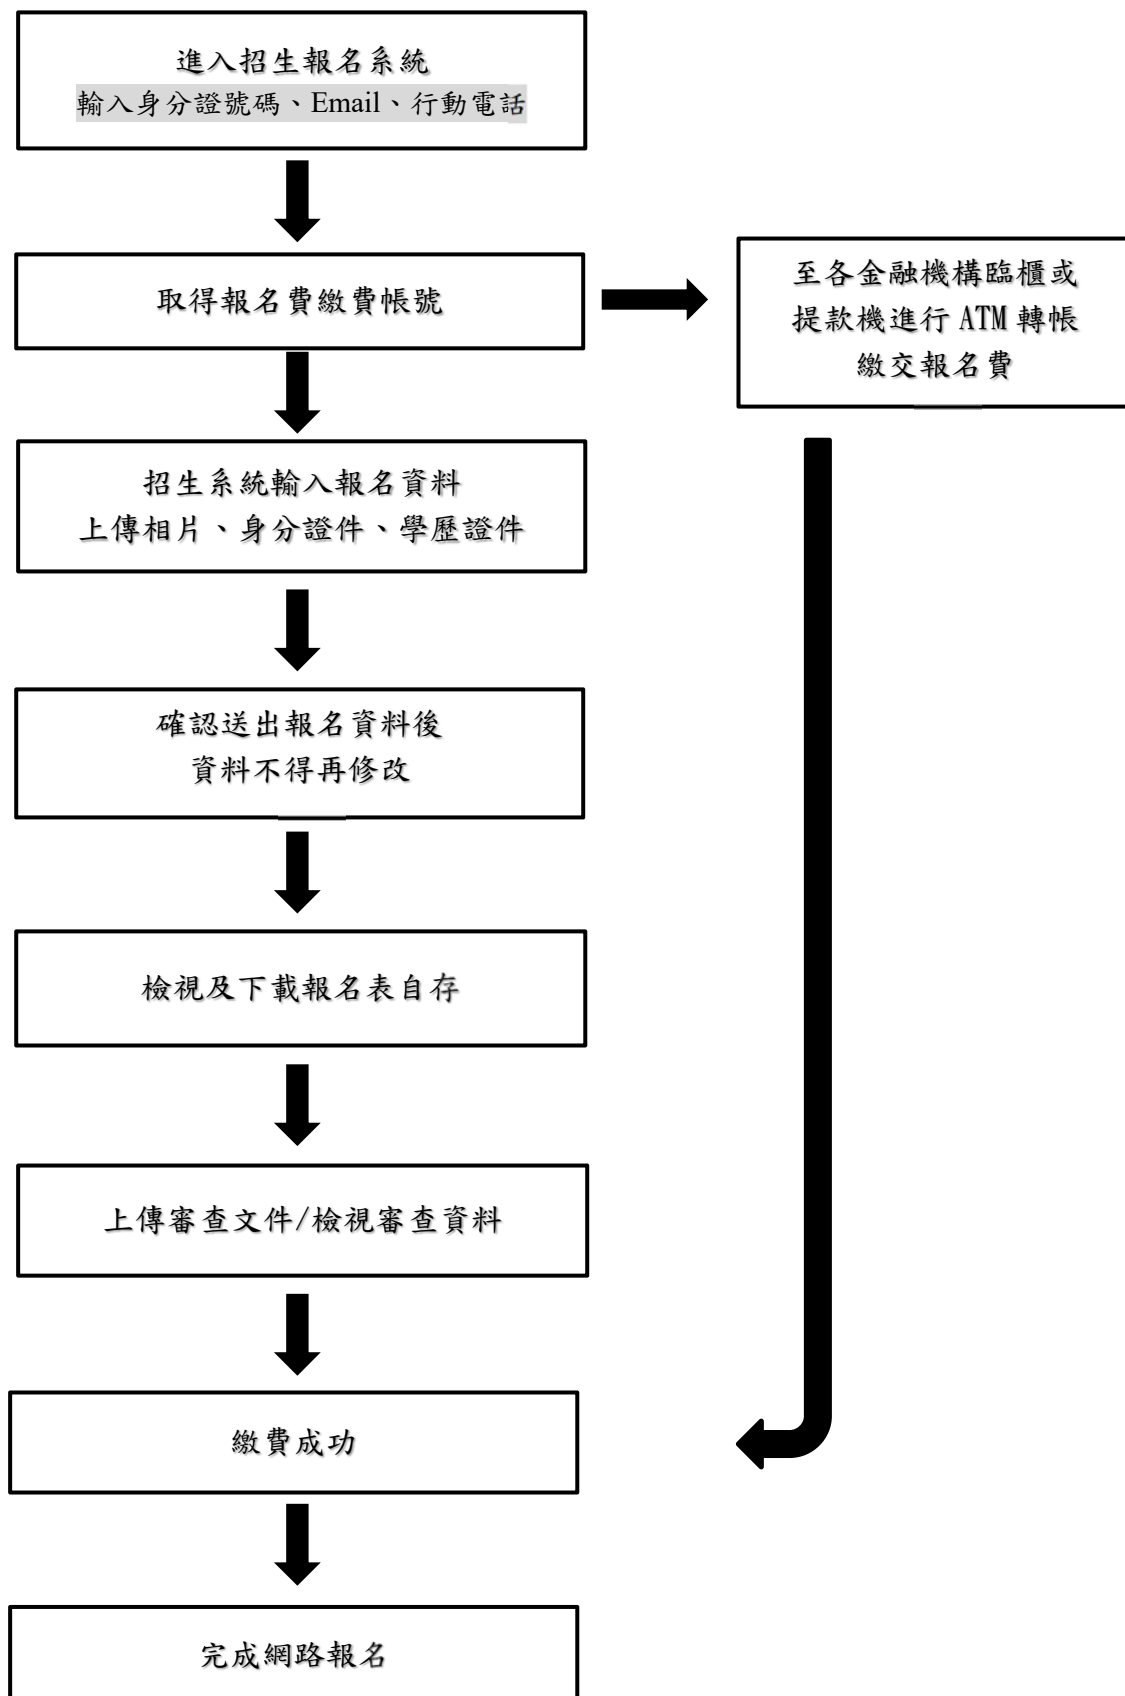 進入招生報名系統
輸入身分證號碼、Email、行動電話
取得報名費繳費帳號
至各金融機構臨櫃或
提款機進行 ATM 轉帳
繳交報名費
招生系統輸入報名資料
上傳相片、身分證件、學歷證件
確認送出報名資料後
資料不得再修改
檢視及下載報名表自存
上傳審查文件/檢視審查資料
繳費成功
完成網路報名